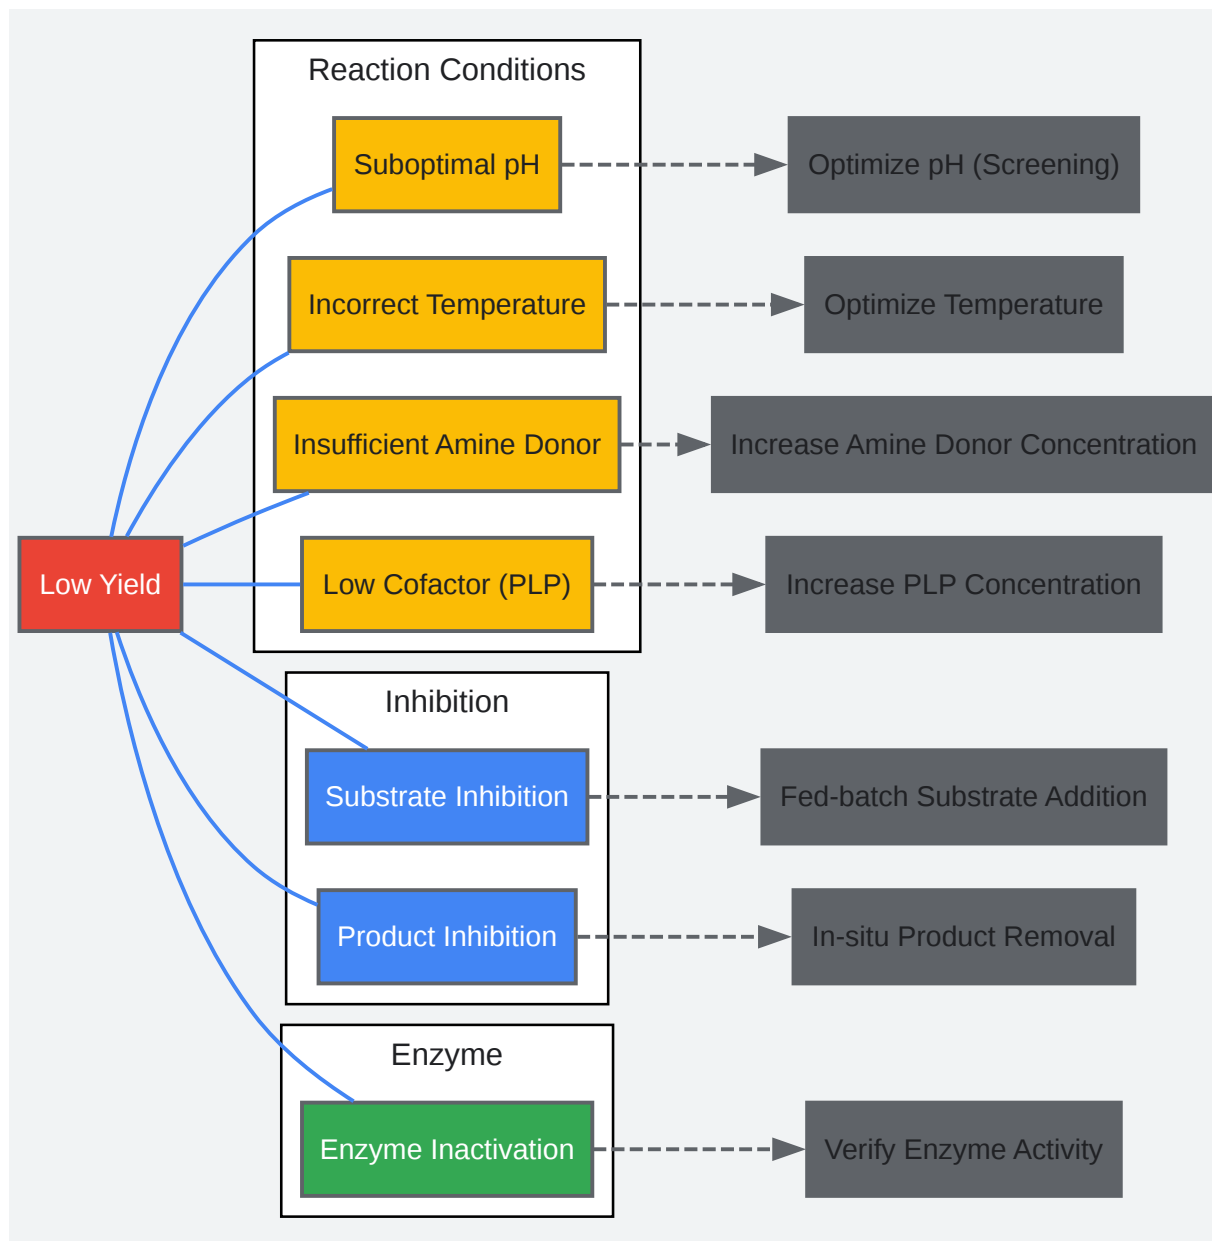 Reaction Conditions
Suboptimal pH
Optimize pH (Screening)
Incorrect Temperature
Optimize Temperature
Insufficient Amine Donor
Increase Amine Donor Concentration
Low Yield
Low Cofactor (PLP)
Increase PLP Concentration
Inhibition
Substrate Inhibition
Fed-batch Substrate Addition
Product Inhibition
In-situ Product Removal
Enzyme
Enzyme Inactivation
Verify Enzyme Activity